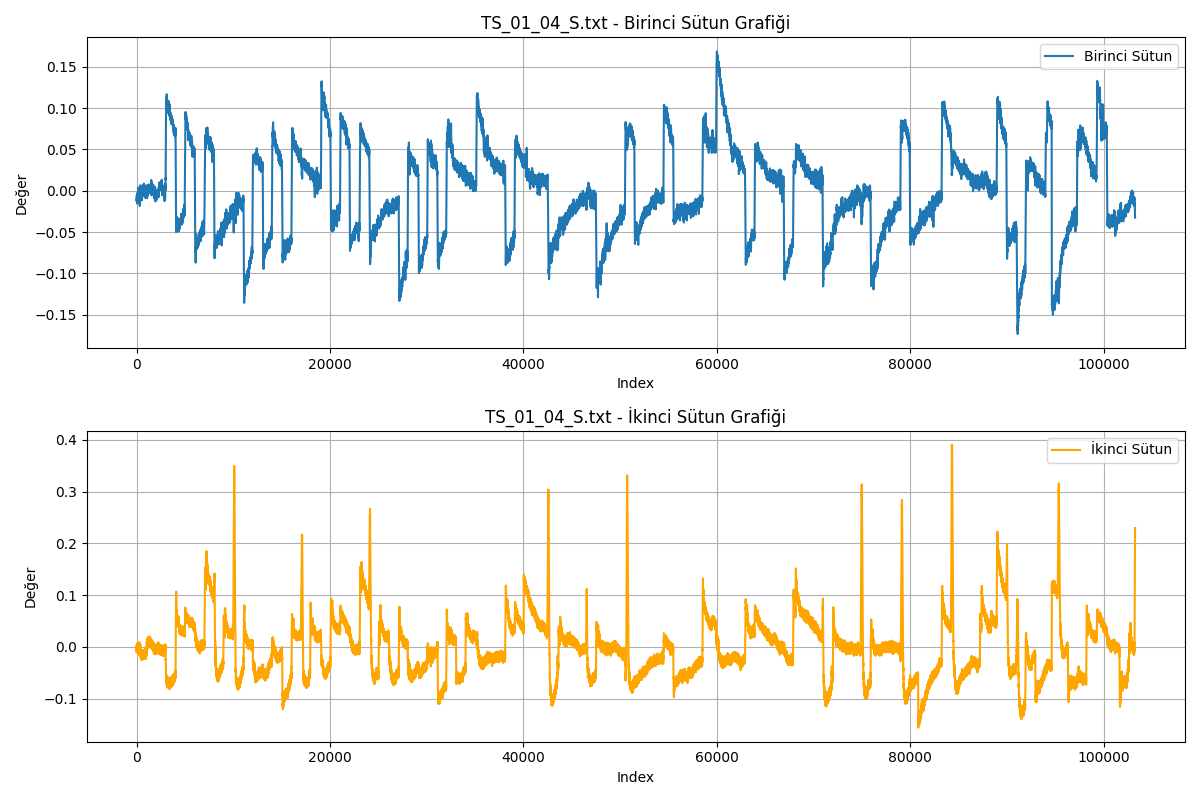 TS_01_04_S.txt - Birinci Sütun Grafiği
Birinci Sütun
Değer
0.15
0.10
0.05
0.00
−0.05
−0.10
−0.15
0 20000 40000 60000 80000 100000
Index
TS_01_04_S.txt - İkinci Sütun Grafiği
İkinci Sütun
Değer
0.4
0.3
0.2
0.1
0.0
−0.1
0 20000 40000 60000 80000 100000
Index